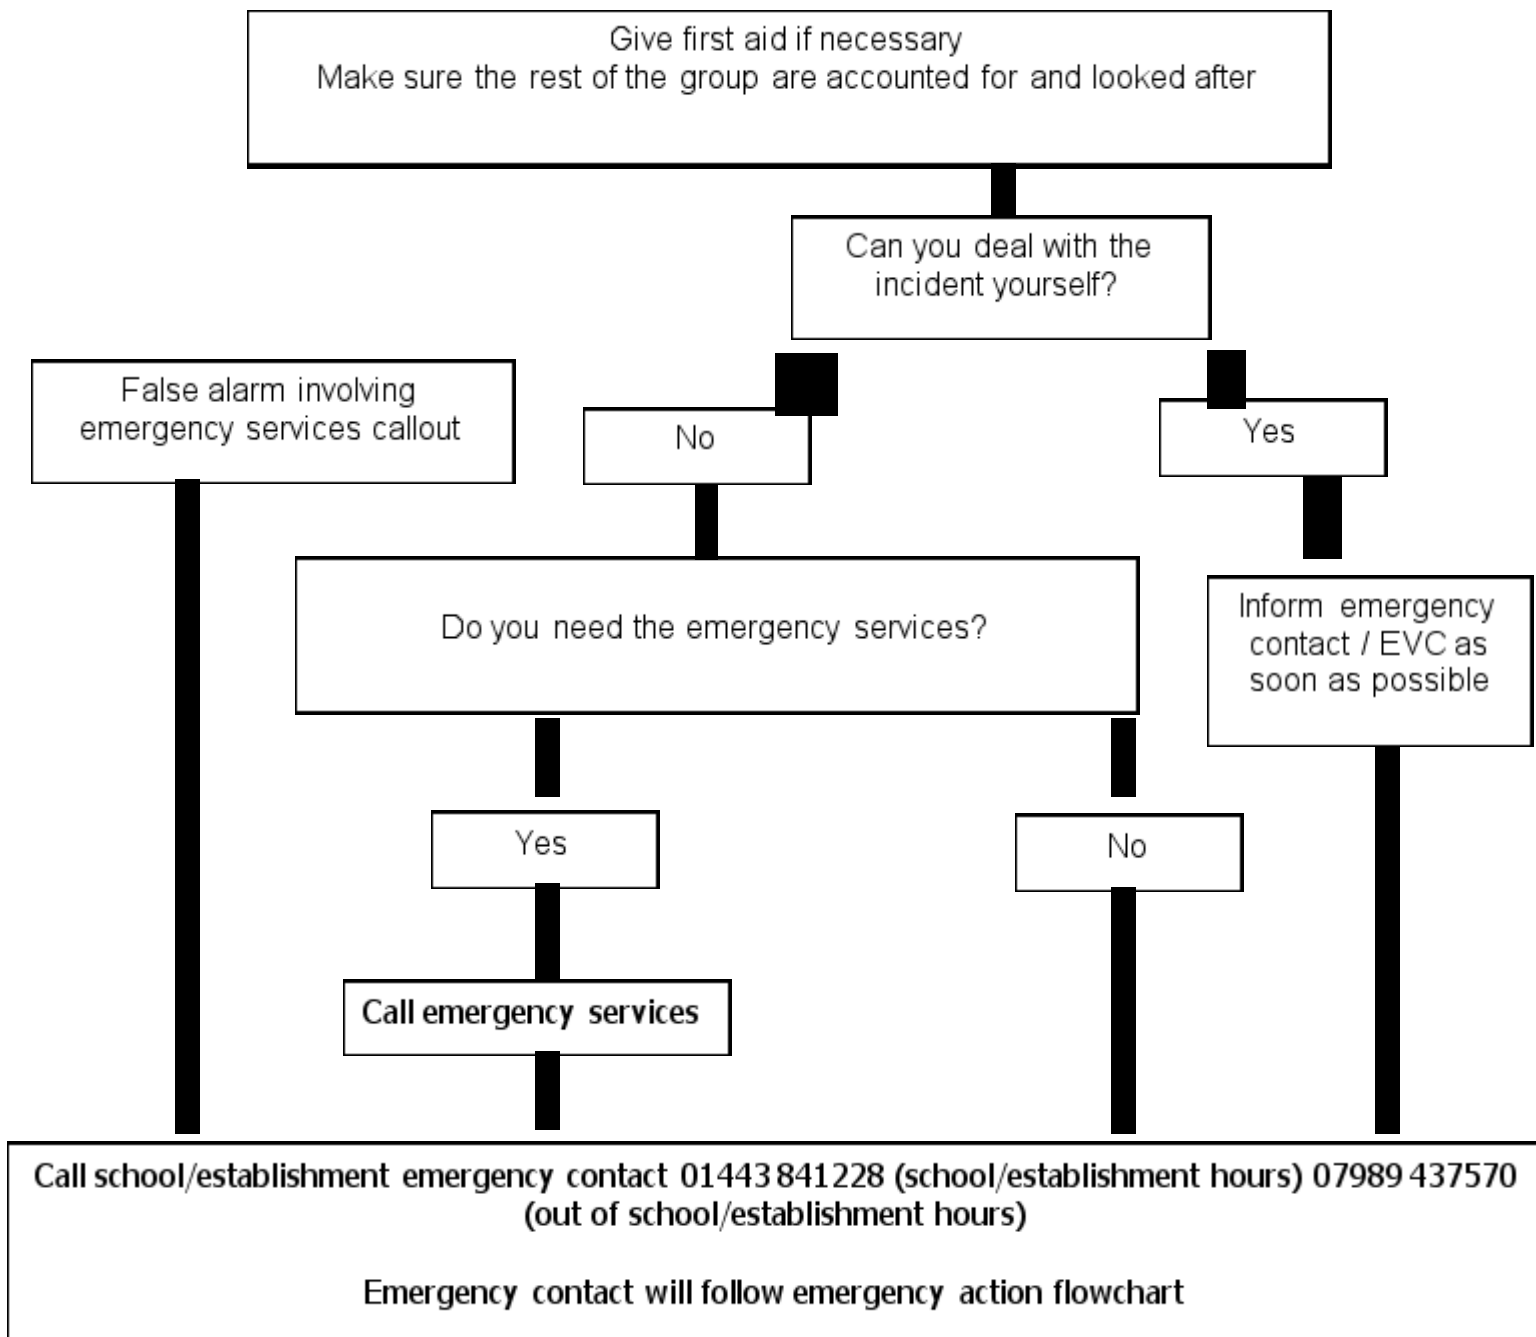 Give first aid if necessary
Make sure the rest of the group are accounted for and looked after
Can you deal with the
incident yourself?
False alarm involving
emergency services callout
No
Yes
Do you need the emergency services?
Inform emergency
contact / EVC as
soon as possible
Yes
No
Call emergency services
Call school/establishment emergency contact 01443 841228 (school/establishment hours) 07989 437570
(out of school/establishment hours)
Emergency contact will follow emergency action flowchart